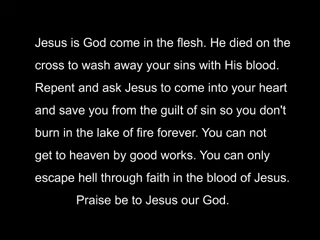 Jesus is God come in the flesh. He died on the
cross to wash away your sins with His blood.
Repent and ask Jesus to come into your heart
and save you from the guilt of sin so you don't
burn in the lake of fire forever. You can not
get to heaven by good works. You can only
escape hell through faith in the blood of Jesus.
Praise be to Jesus our God.